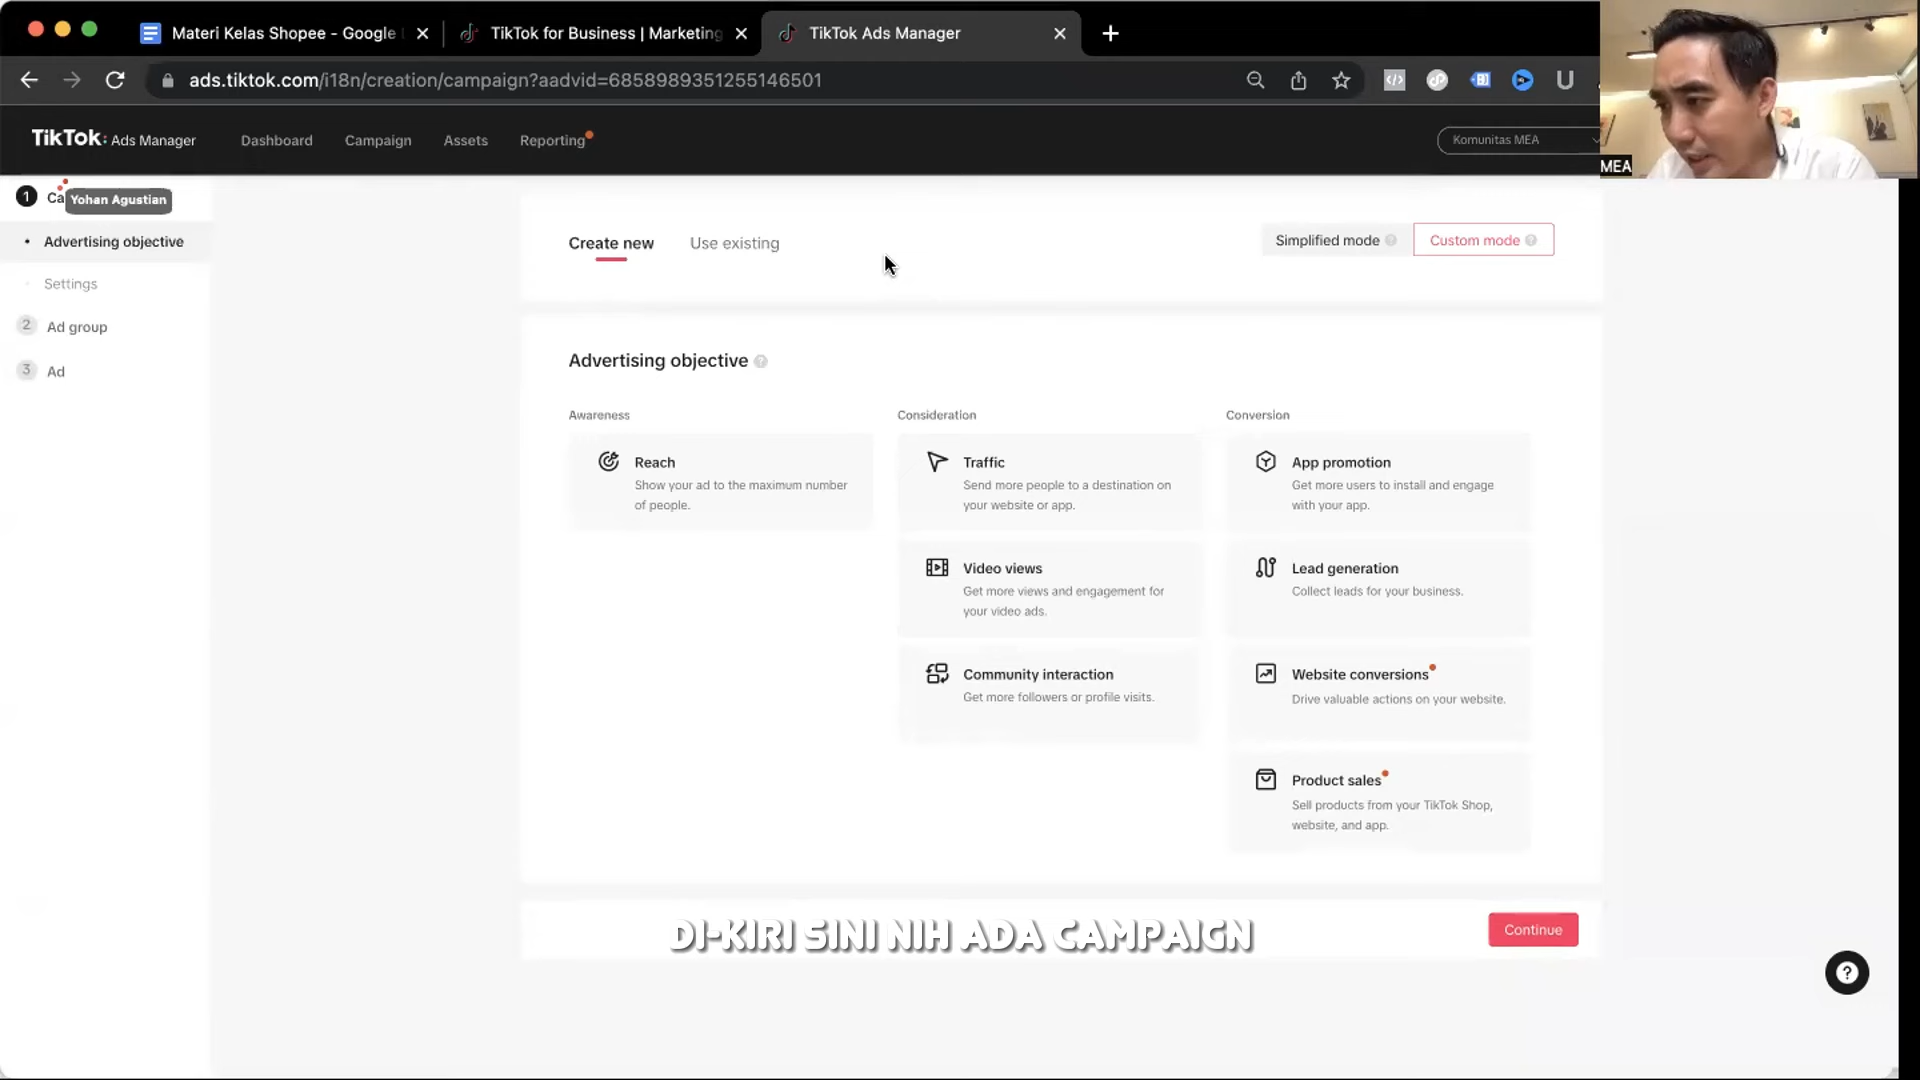 Materi Kelas Shopee - Google
TikTok for Business | Marketing
TikTok Ads Manager
ads.tiktok.com/i18n/creation/campaign?aadvid=6858989351255146501
TikTok: Ads Manager
Dashboard
Campaign
Assets
Reporting
Komunitas MEA
MEA
1 Ca
Yohan Agustian
Advertising objective
Settings
2 Ad group
3 Ad
Create new
Use existing
Simplified mode
Custom mode
Advertising objective
Awareness
Reach
Show your ad to the maximum number
of people.
Consideration
Traffic
Send more people to a destination on
your website or app.
Video views
Get more views and engagement for
your video ads.
Community interaction
Get more followers or profile visits.
Conversion
App promotion
Get more users to install and engage
with your app.
Lead generation
Collect leads for your business.
Website conversions
Drive valuable actions on your website.
Product sales
Sell products from your TikTok Shop,
website, and app.
DI-KIRI SINI NIH ADA CAMPAIGN
Continue